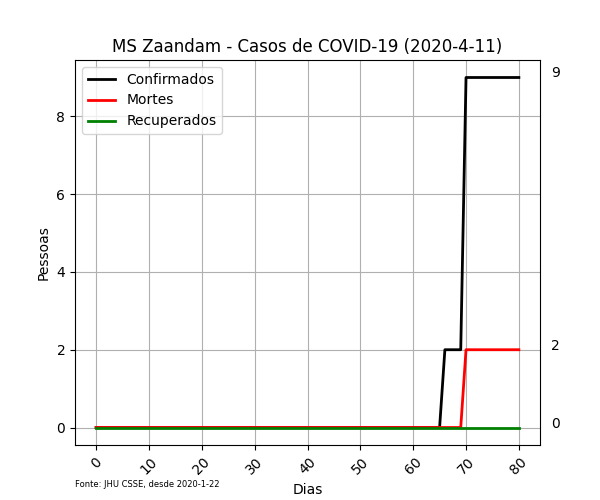 MS Zaandam - Casos de COVID-19 (2020-4-11)
Confirmados
Mortes
Recuperados
Pessoas
8
6
4
2
0
9
2
0
0 10 20 30 40 50 60 70 80
Dias
Fonte: JHU CSSE, desde 2020-1-22